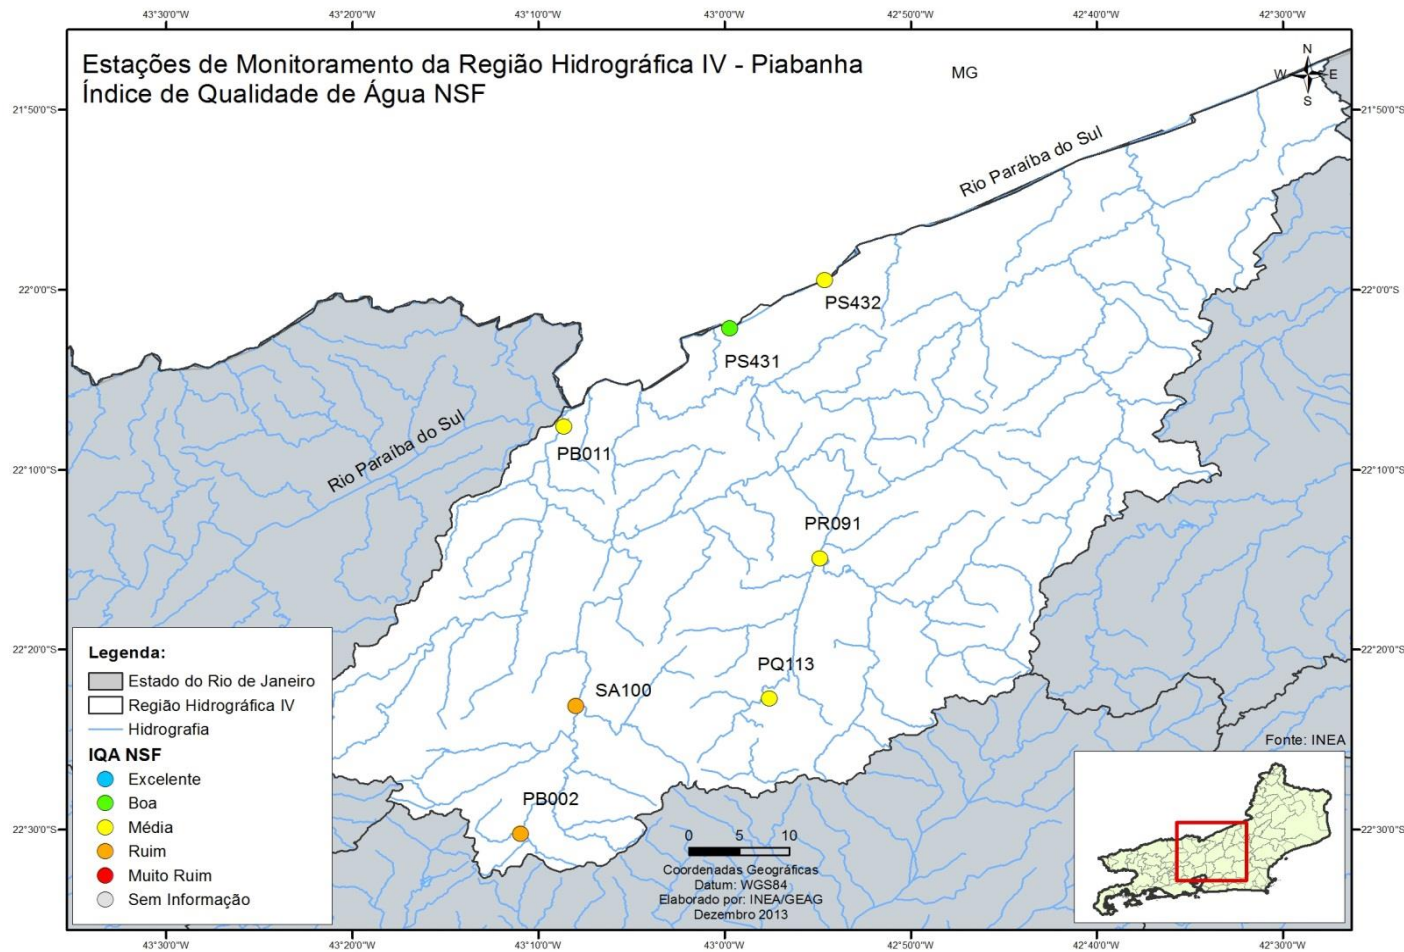 43°30'0"W
43°20'0"W
43°10'0"W
43°0'0"W
42°50'0"W
42°40'0"W
42°30'0"W
Estações de Monitoramento da Região Hidrográfica IV - Piabanha
Índice de Qualidade de Água NSF
MG
N
W
E
S
21°50'0"S
21°50'0"S
Rio Paraíba do Sul
22°0'0"S
22°0'0"S
PS432
PS431
Rio Paraíba do Sul
PB011
22°10'0"S
22°10'0"S
PR091
22°20'0"S
22°20'0"S
PQ113
SA100
Legenda:
Estado do Rio de Janeiro
Região Hidrográfica IV
Hidrografia
IQA NSF
Excelente
Boa
Média
Ruim
Muito Ruim
Sem Informação
Fonte: INEA
PB002
22°30'0"S
22°30'0"S
0 5 10
Coordenadas Geográficas
Datum: WGS84
Elaborado por: INEA/GEAG
Dezembro 2013
43°30'0"W
43°20'0"W
43°10'0"W
43°0'0"W
42°50'0"W
42°40'0"W
42°30'0"W